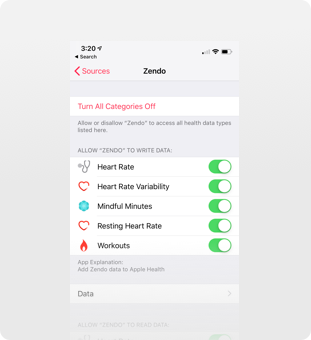 3:20
Search
Sources
Zendo
Turn All Categories Off
Allow or disallow “Zendo” to access all health data types
listed here.
ALLOW “ZENDO” TO WRITE DATA:
Heart Rate
Heart Rate Variability
Mindful Minutes
Resting Heart Rate
Workouts
App Explanation:
Add Zendo data to Apple Health
Data
ALLOW “ZENDO” TO READ DATA: